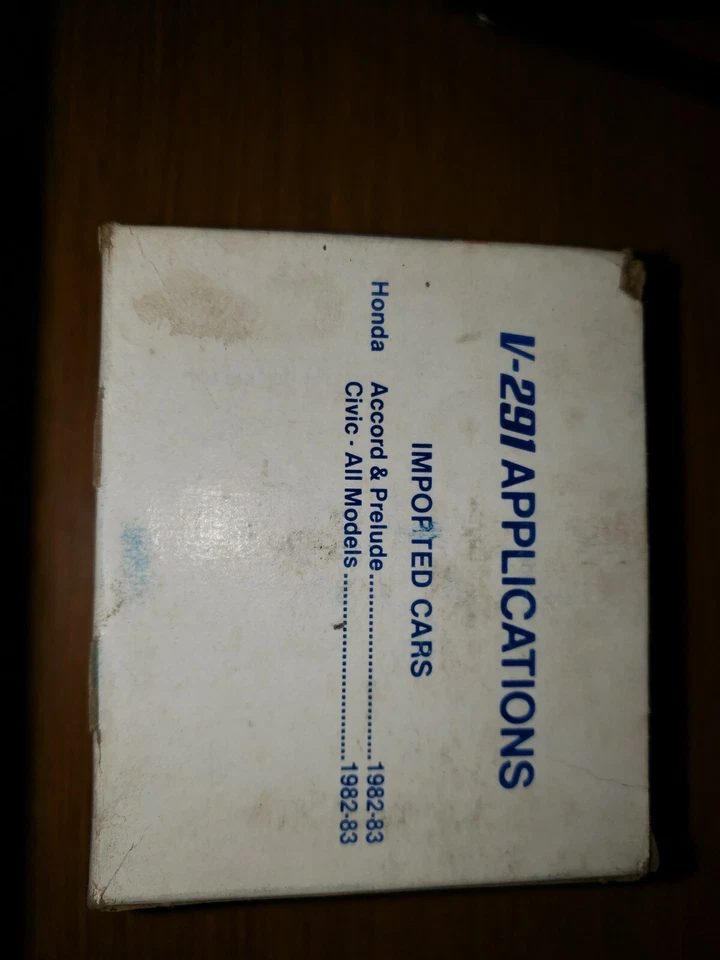 V-291 APPLICATIONS
IMPORTED CARS
Honda Accord & Prelude........................1982-83
Civic - All Models........................1982-83